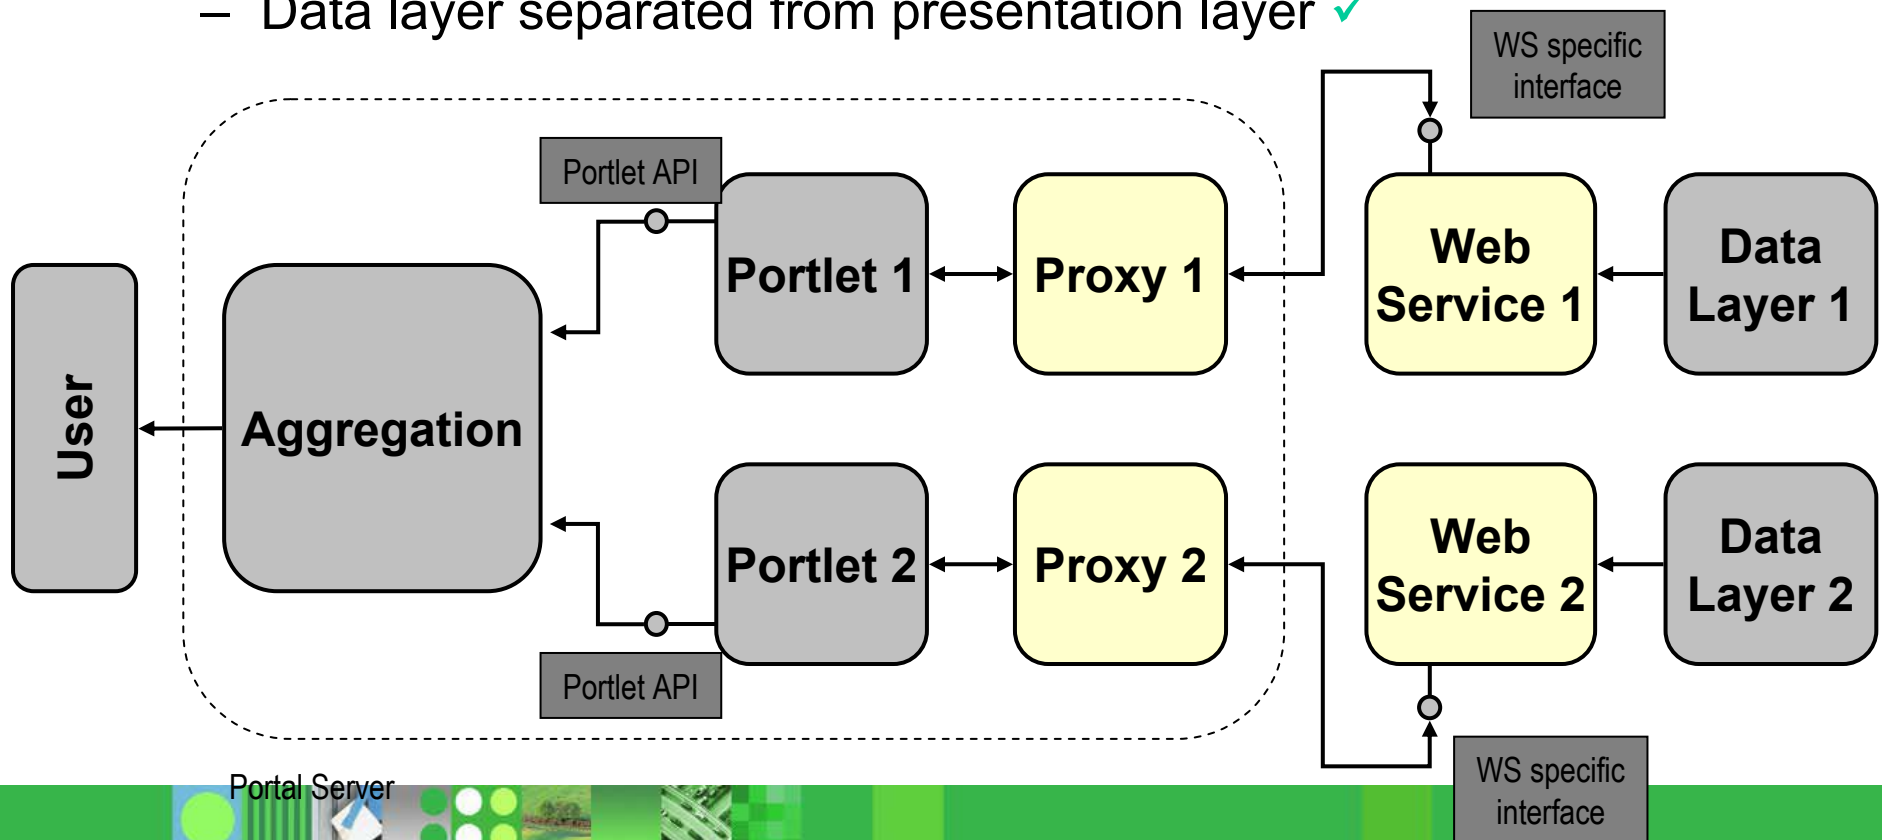 – Data layer separated from presentation layer ✓
WS specific
interface
Portlet API
Portlet 1
Proxy 1
Web
Service 1
Data
Layer 1
User
Aggregation
Portlet 2
Proxy 2
Web
Service 2
Data
Layer 2
Portlet API
Portal Server
WS specific
interface